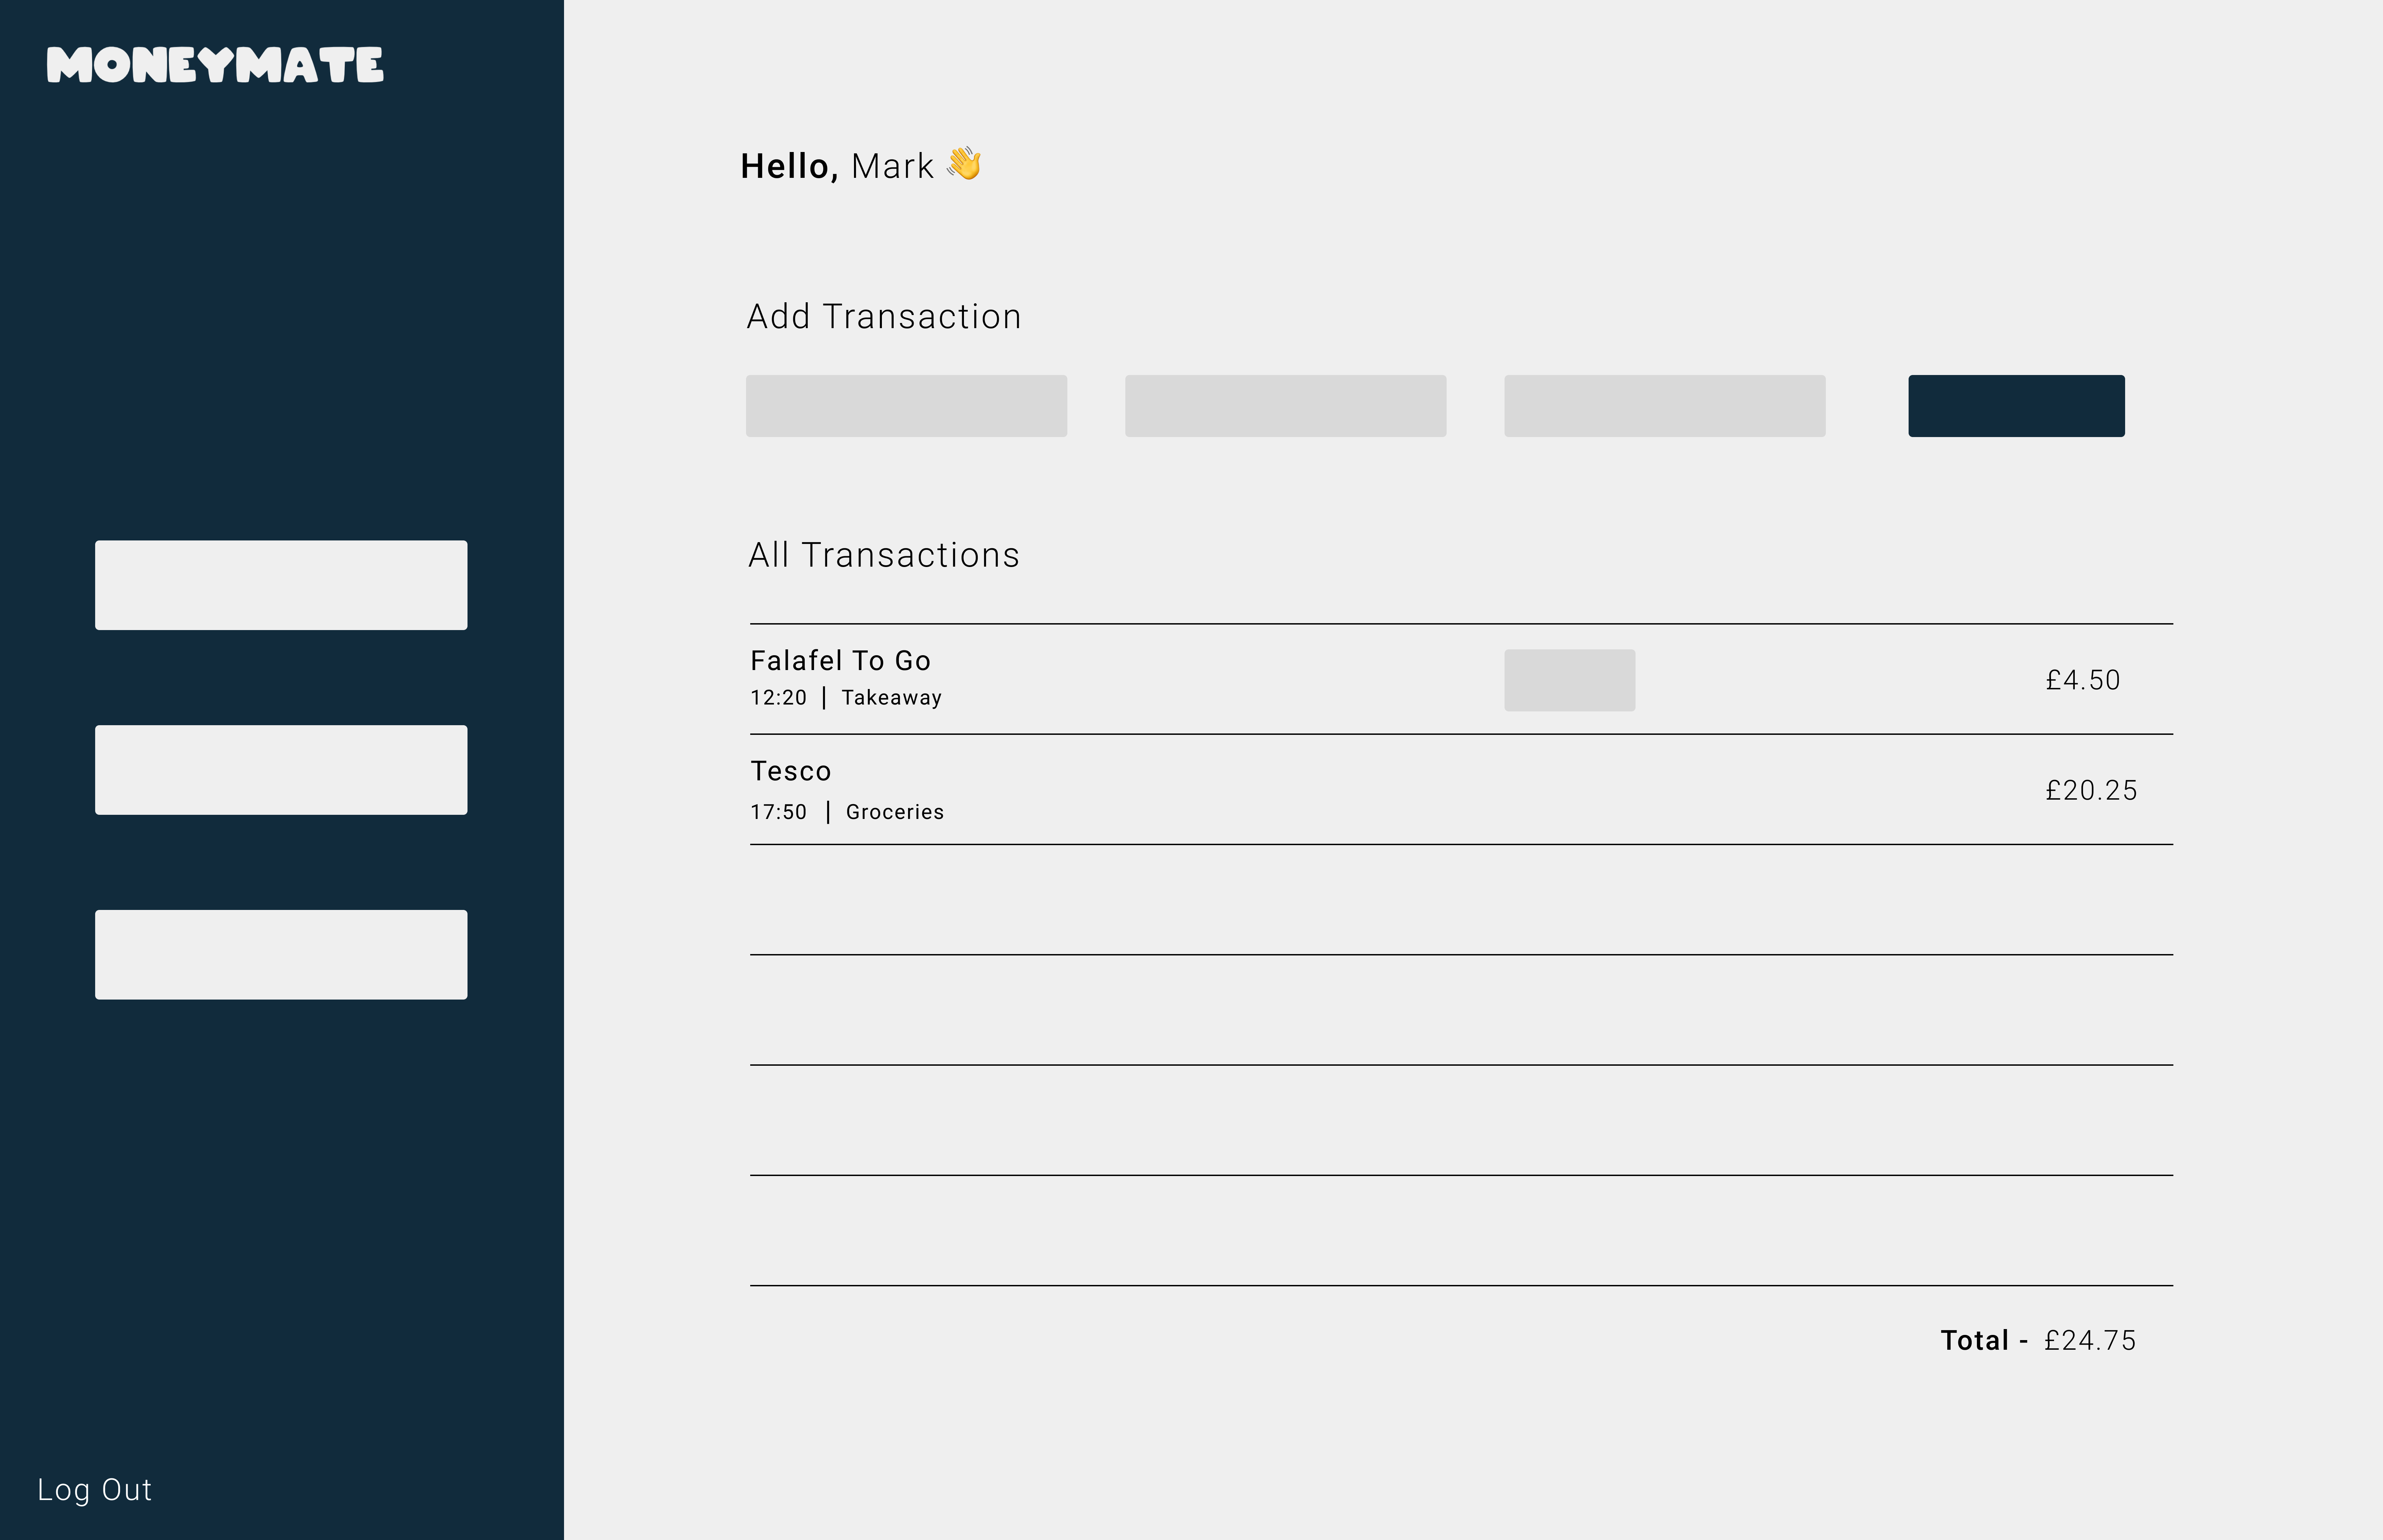 MONEYMATE
Hello, Mark 👋
Add Transaction
All Transactions
Falafel To Go
12:20 | Takeaway
£4.50
Tesco
17:50 | Groceries
£20.25
Total - £24.75
Log Out